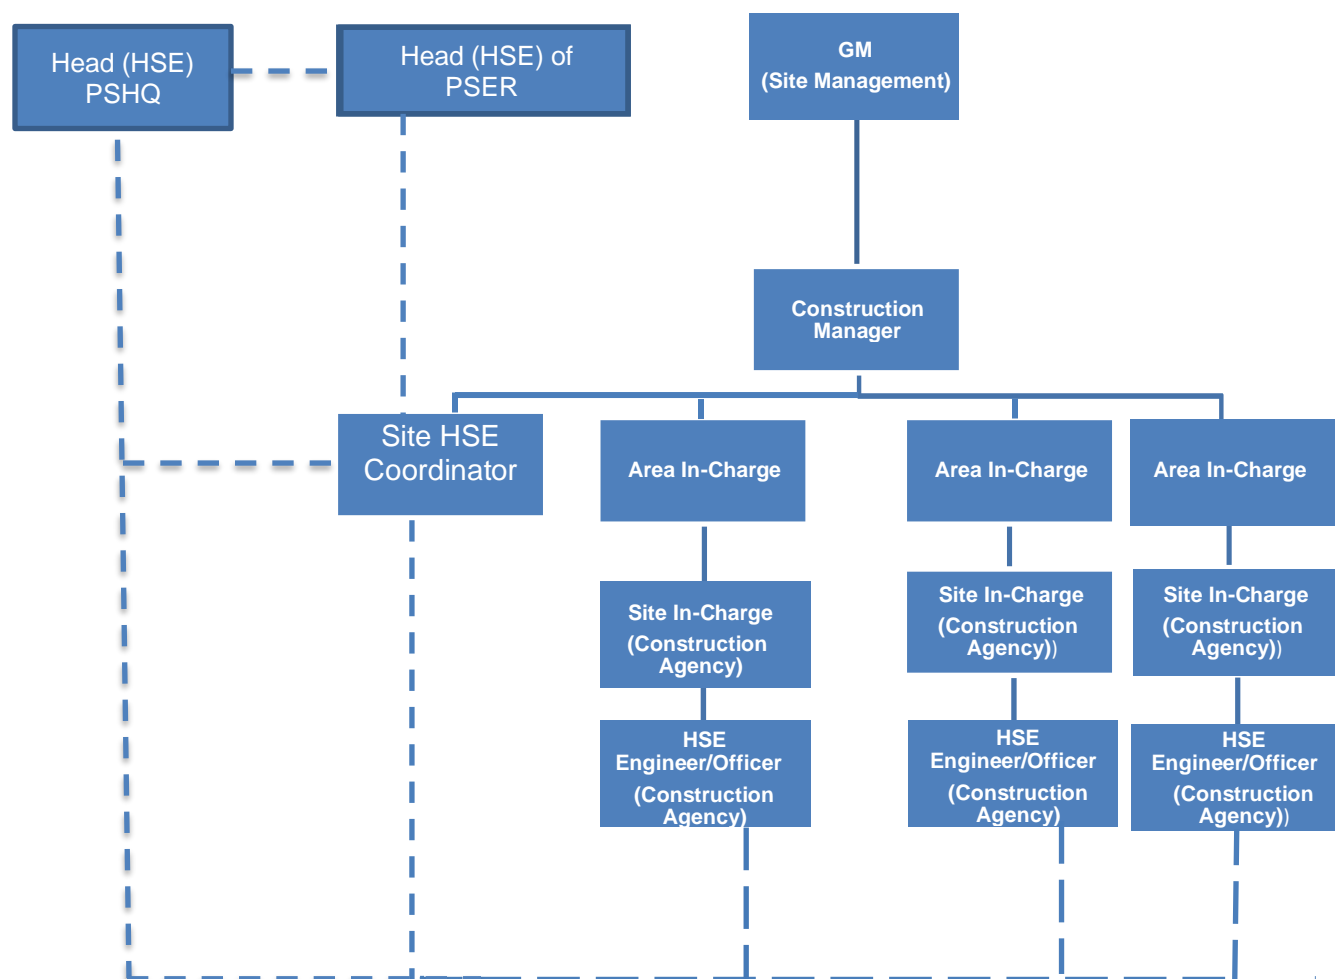 Head (HSE)
PSHQ
Head (HSE) of
PSER
GM
(Site Management)
Construction
Manager
Site HSE
Coordinator
Area In-Charge
Area In-Charge
Area In-Charge
Site In-Charge
(Construction
Agency)
Site In-Charge
(Construction
Agency))
Site In-Charge
(Construction
Agency))
HSE
Engineer/Officer
(Construction
Agency)
HSE
Engineer/Officer
(Construction
Agency)
HSE
Engineer/Officer
(Construction
Agency))